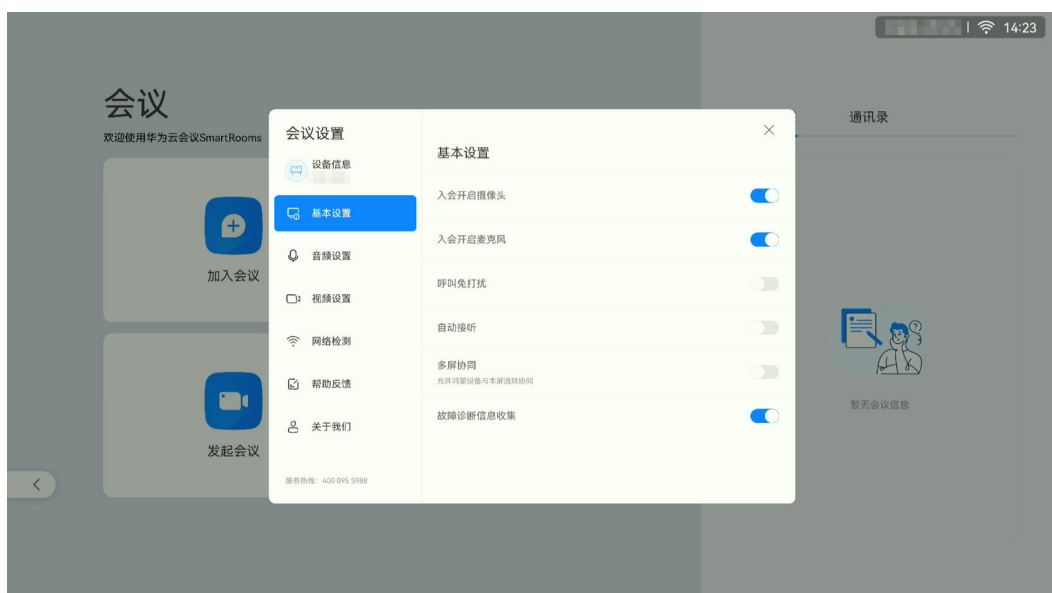 14:23
会议
欢迎使用华为云会议SmartRooms
加入会议
发起会议
会议设置
设备信息
基本设置
音频设置
视频设置
网络检测
帮助反馈
关于我们
服务热线: 400 095 5988
基本设置
入会开启摄像头
入会开启麦克风
呼叫免打扰
自动接听
多屏协同
允许鸿蒙设备与本屏流转协同
故障诊断信息收集
通讯录
暂无会议信息